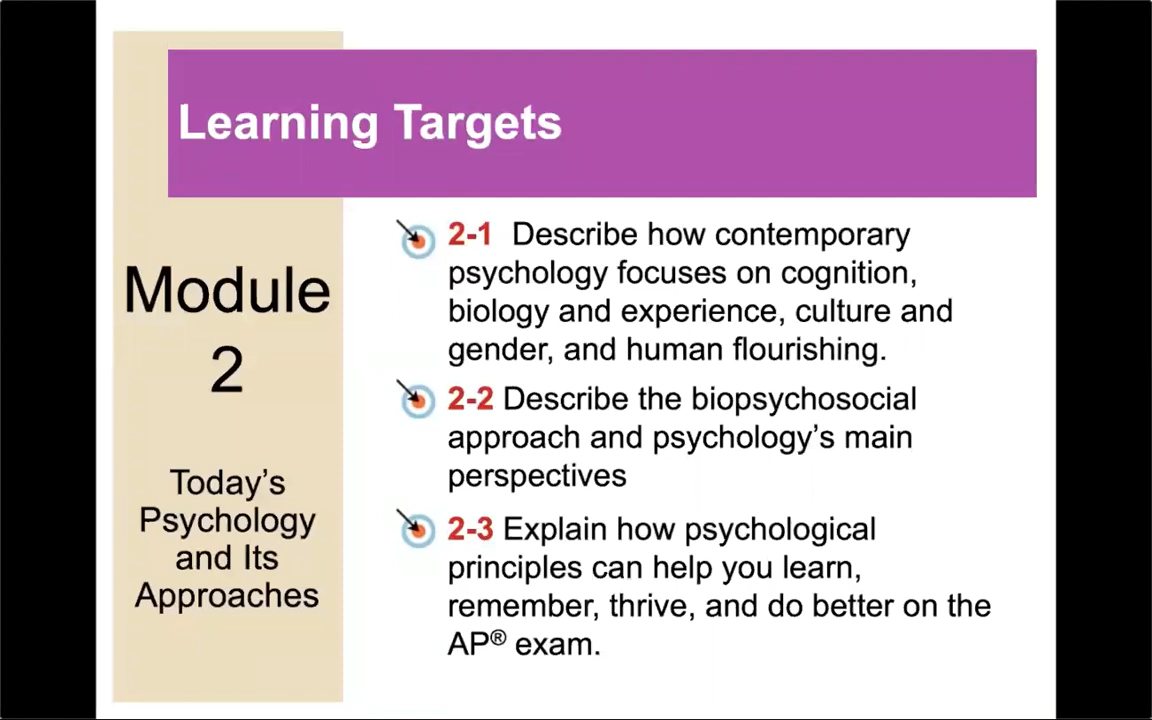 Learning Targets
Module
2
Today’s
Psychology
and Its
Approaches
2-1 Describe how contemporary
psychology focuses on cognition,
biology and experience, culture and
gender, and human flourishing.
2-2 Describe the biopsychosocial
approach and psychology’s main
perspectives
2-3 Explain how psychological
principles can help you learn,
remember, thrive, and do better on the
AP® exam.